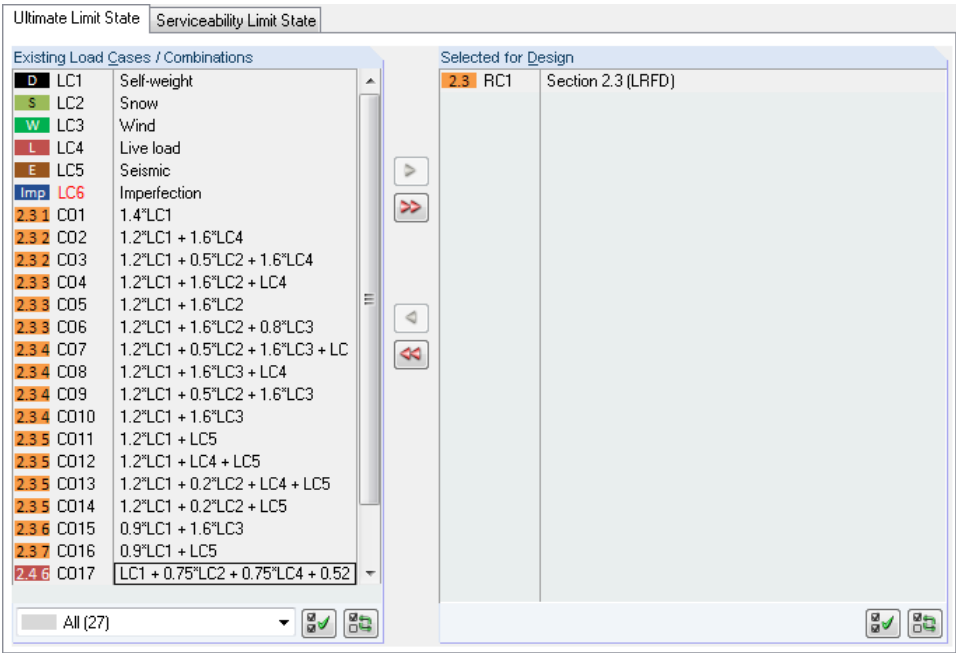 Ultimate Limit State Serviceability Limit State
Existing Load Cases / Combinations Selected for Design
D LC1 Self-weight 2.3 RC1 Section 2.3 (LRFD)
S LC2 Snow
W LC3 Wind
L LC4 Live load
E LC5 Seismic
Imp LC6 Imperfection
2.3 1 CO1 1.4*LC1
2.3 2 CO2 1.2*LC1 + 1.6*LC4
2.3 2 CO3 1.2*LC1 + 0.5*LC2 + 1.6*LC4
2.3 3 CO4 1.2*LC1 + 1.6*LC2 + LC4
2.3 3 CO5 1.2*LC1 + 1.6*LC2
2.3 3 CO6 1.2*LC1 + 1.6*LC2 + 0.8*LC3
2.3 4 CO7 1.2*LC1 + 0.5*LC2 + 1.6*LC3 + LC
2.3 4 CO8 1.2*LC1 + 1.6*LC3 + LC4
2.3 4 CO9 1.2*LC1 + 0.5*LC2 + 1.6*LC3
2.3 4 CO10 1.2*LC1 + 1.6*LC3
2.3 5 CO11 1.2*LC1 + LC5
2.3 5 CO12 1.2*LC1 + LC4 + LC5
2.3 5 CO13 1.2*LC1 + 0.2*LC2 + LC4 + LC5
2.3 5 CO14 1.2*LC1 + 0.2*LC2 + LC5
2.3 6 CO15 0.9*LC1 + 1.6*LC3
2.3 7 CO16 0.9*LC1 + LC5
2.4 6 CO17 LC1 + 0.75*LC2 + 0.75*LC4 + 0.52
All (27)